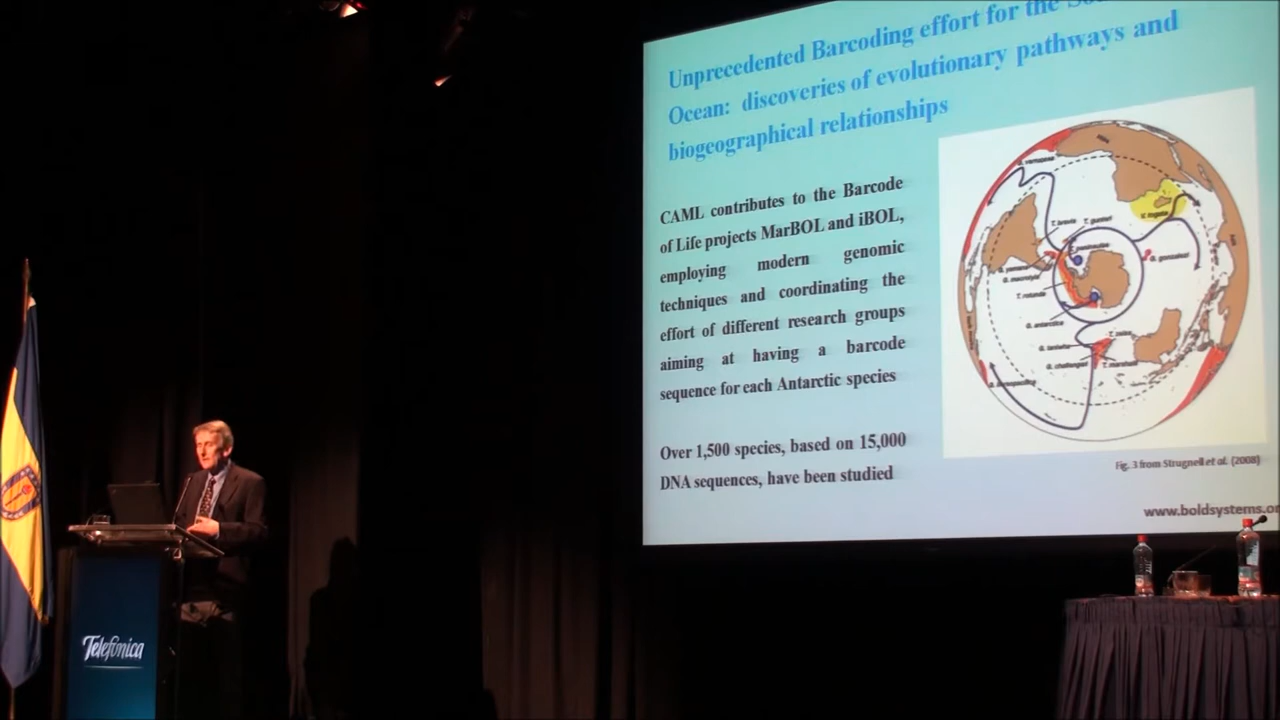 Unprecedented Barcoding effort for the
Ocean: discoveries of evolutionary pathways and
biogeographical relationships
CAML contributes to the Barcode
of Life projects MarBOL and iBOL,
employing modern genomic
techniques and coordinating the
effort of different research groups
aiming at having a barcode
sequence for each Antarctic species
Over 1,500 species, based on 15,000
DNA sequences, have been studied
Fig. 3 from Strugnell et al. (2008)
www.boldsystems.or
Telefónica